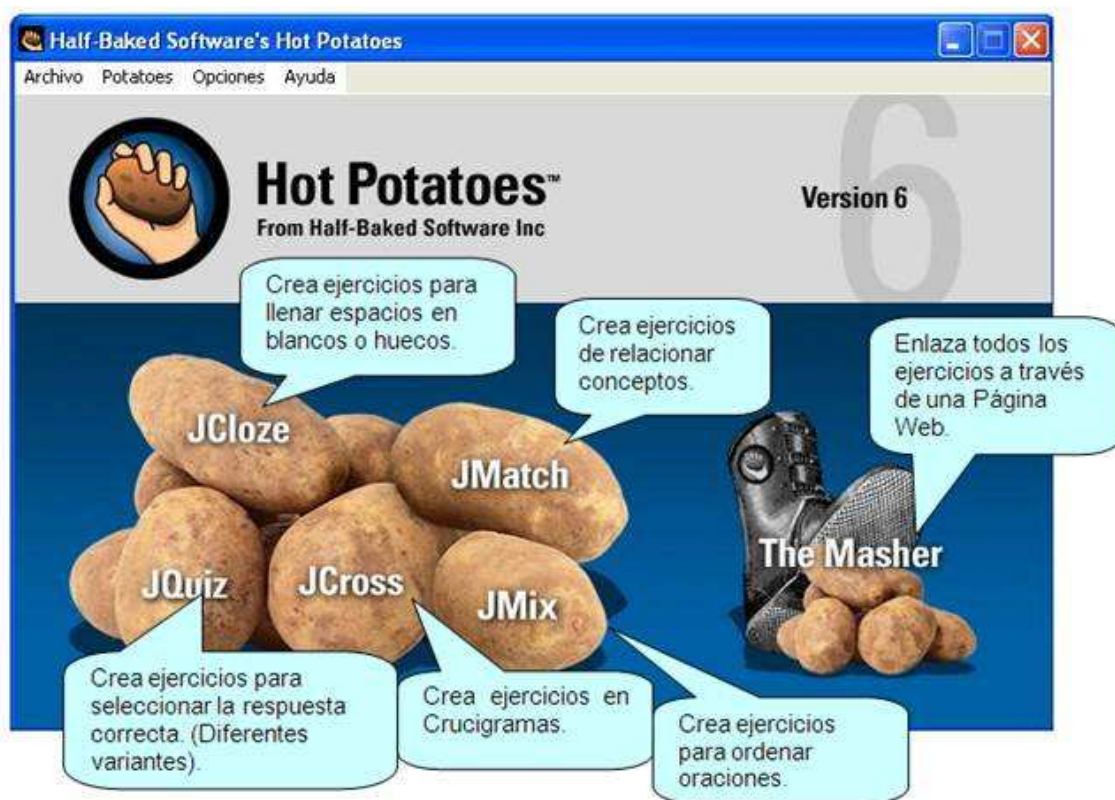 Half-Baked Software's Hot Potatoes
Archivo Potatoes Opciones Ayuda
6
Hot Potatoes™
From Half-Baked Software Inc
Version 6
Crea ejercicios para
llenar espacios en
blancos o huecos.
Crea ejercicios
de relacionar
conceptos.
Enlaza todos los
ejercicios a través
de una Página
Web.
JCloze
JMatch
The Masher
JQuiz
JCross
JMix
Crea ejercicios para
seleccionar la respuesta
correcta. (Diferentes
variantes).
Crea ejercicios en
Crucigramas.
Crea ejercicios
para ordenar
oraciones.